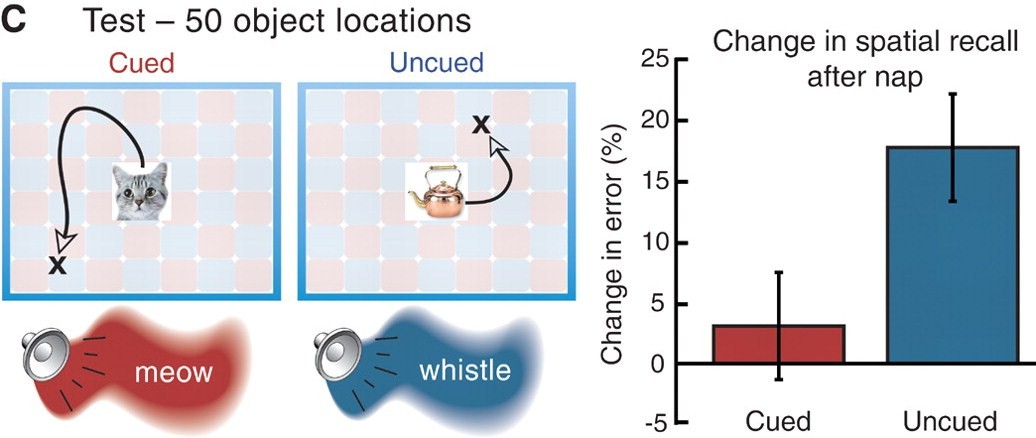 C
Test – 50 object locations
Cued
Uncued
X
X
meow
whistle
Change in spatial recall
after nap
Change in error (%)
25
20
15
10
5
0
-5
Cued
Uncued